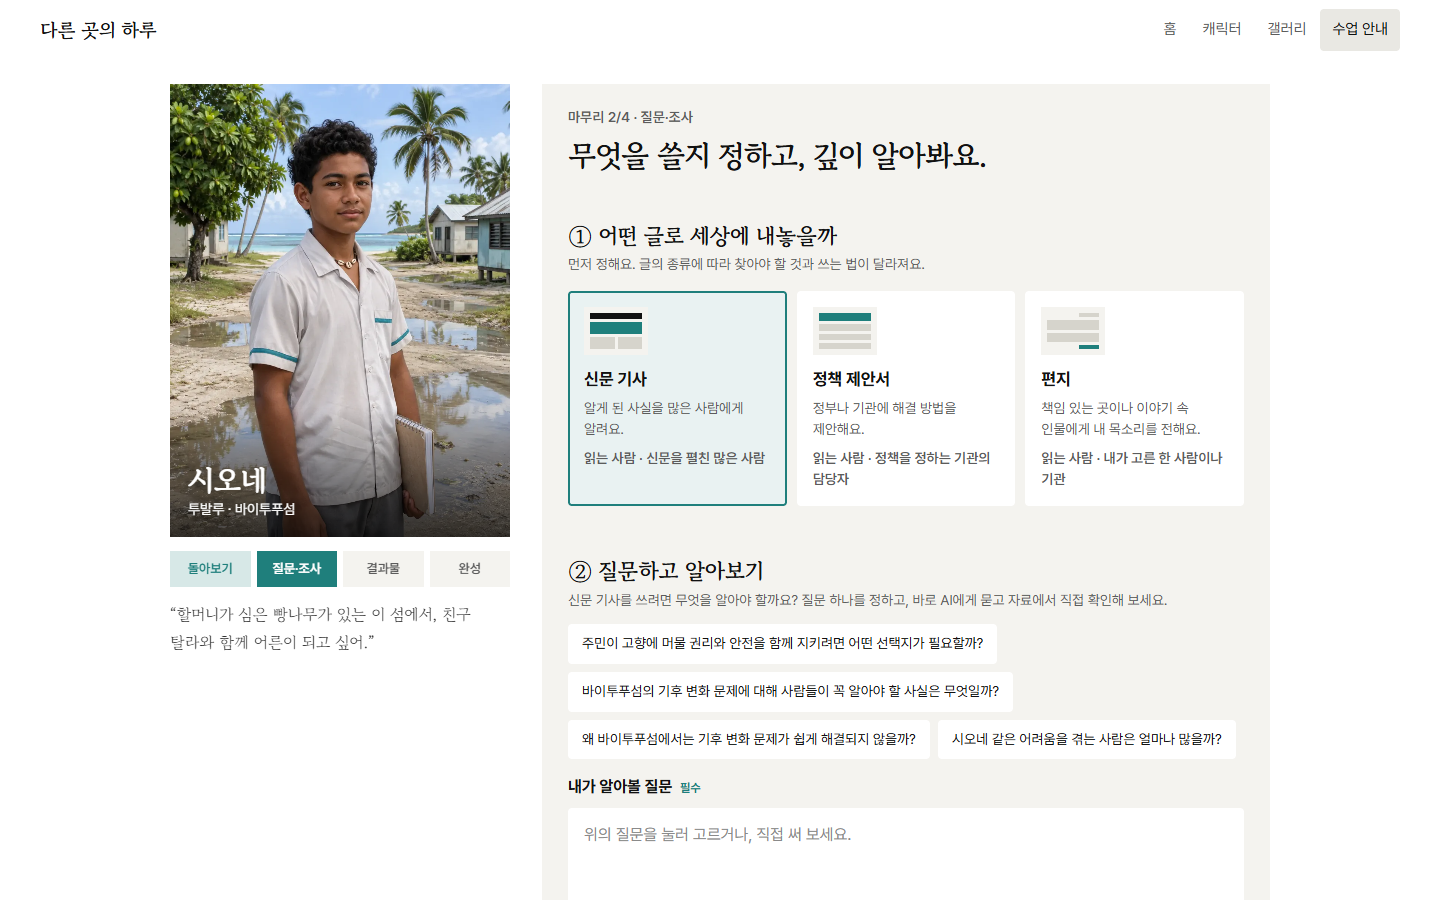 다른 곳의 하루
홈
캐릭터
갤러리
수업 안내
시오네
투발루 · 바이투푸섬
돌아보기
질문·조사
결과물
완성
“할머니가 심은 빵나무가 있는 이 섬에서, 친구
탈라와 함께 어른이 되고 싶어.”
마무리 2/4 · 질문·조사
무엇을 쓸지 정하고, 깊이 알아봐요.
① 어떤 글로 세상에 내놓을까
먼저 정해요. 글의 종류에 따라 찾아야 할 것과 쓰는 법이 달라져요.
신문 기사
알게 된 사실을 많은 사람에게
알려요.
읽는 사람 · 신문을 펼친 많은 사람
정책 제안서
정부나 기관에 해결 방법을
제안해요.
읽는 사람 · 정책을 정하는 기관의
담당자
편지
책임 있는 곳이나 이야기 속
인물에게 내 목소리를 전해요.
읽는 사람 · 내가 고른 한 사람이나
기관
② 질문하고 알아보기
신문 기사를 쓰려면 무엇을 알아야 할까요? 질문 하나를 정하고, 바로 AI에게 묻고 자료에서 직접 확인해 보세요.
주민이 고향에 머물 권리와 안전을 함께 지키려면 어떤 선택지가 필요할까?
바이투푸섬의 기후 변화 문제에 대해 사람들이 꼭 알아야 할 사실은 무엇일까?
왜 바이투푸섬에서는 기후 변화 문제가 쉽게 해결되지 않을까?
시오네 같은 어려움을 겪는 사람은 얼마나 많을까?
내가 알아볼 질문 필수
위의 질문을 눌러 고르거나, 직접 써 보세요.